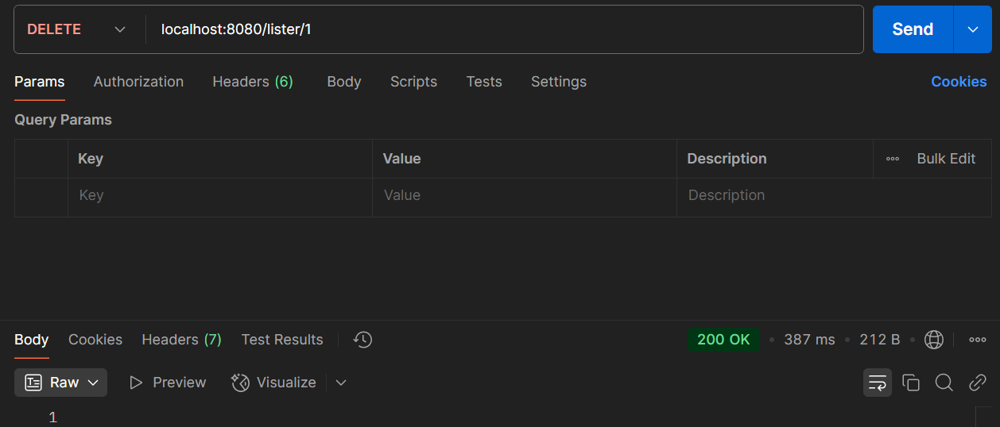 DELETE localhost:8080/lister/1 Send
Params Authorization Headers (6) Body Scripts Tests Settings Cookies
Query Params
Key Value Description Bulk Edit
Key Value Description
Body Cookies Headers (7) Test Results 200 OK • 387 ms • 212 B •
Raw Preview Visualize
1